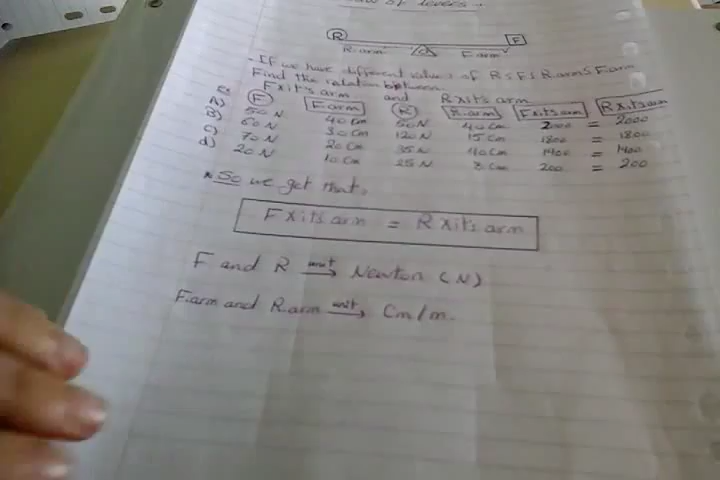 of levers
R F
R.arm F.arm
If we have different values of R & F & R.arm & F.arm
Find the relation between
F x it's arm and R x it's arm
F F.arm R R.arm F x it's arm R x it's arm
a) 50 N 40 Cm 50 N 40 Cm 2000 = 2000
b) 60 N 30 Cm 120 N 15 Cm 1800 = 1800
c) 70 N 20 Cm 35 N 40 Cm 1400 = 1400
d) 20 N 10 Cm 25 N 8 Cm 200 = 200
* So we get that.
F x it's arm = R x it's arm
F and R unit → Newton (N)
F.arm and R.arm unit → Cm/m.